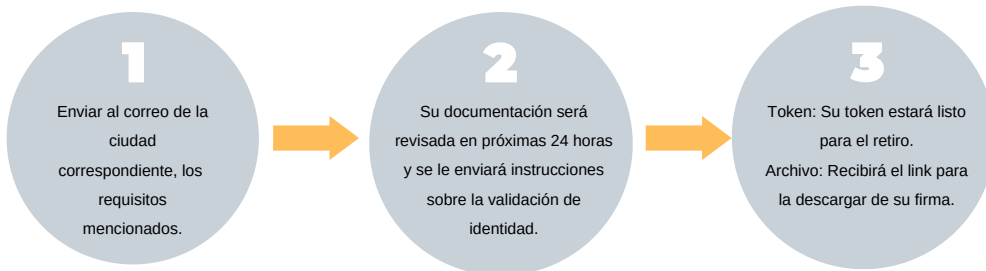 1
Enviar al correo de la
ciudad
correspondiente, los
requisitos
mencionados.
2
Su documentación será
revisada en próximas 24 horas
y se le enviará instrucciones
sobre la validación de
identidad.
3
Token: Su token estará listo
para el retiro.
Archivo: Recibirá el link para
la descargar de su firma.